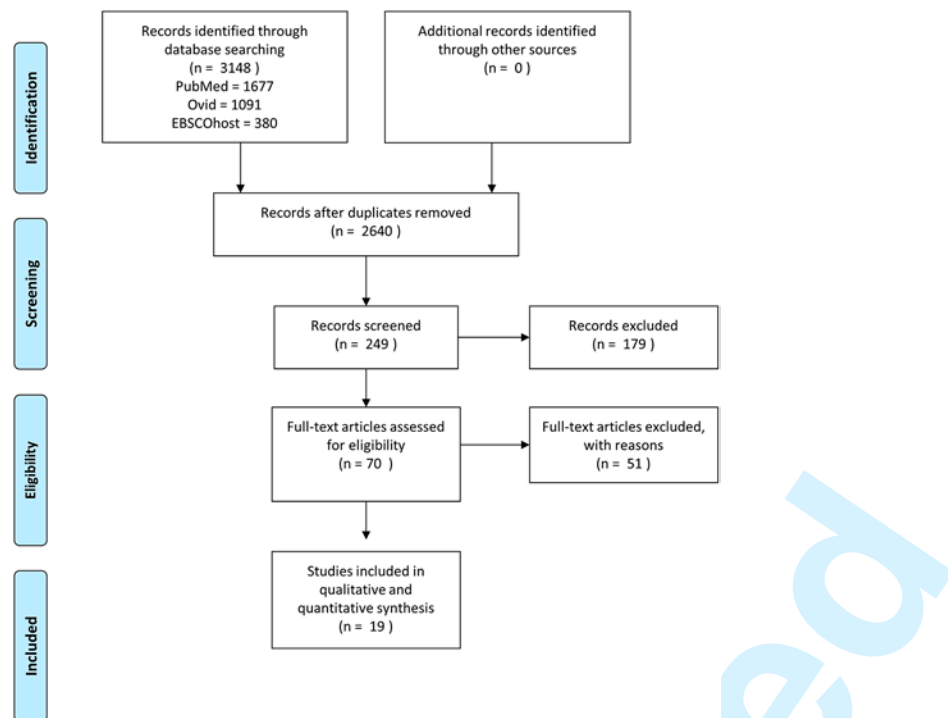 Identification
Records identified through
database searching
(n = 3148 )
PubMed = 1677
Ovid = 1091
EBSCOhost = 380
Additional records identified
through other sources
(n = 0 )
Records after duplicates removed
(n = 2640 )
Screening
Records screened
(n = 249 )
Records excluded
(n = 179 )
Eligibility
Full-text articles assessed
for eligibility
(n = 70 )
Full-text articles excluded,
with reasons
(n = 51 )
Included
Studies included in
qualitative and
quantitative synthesis
(n = 19 )
ed